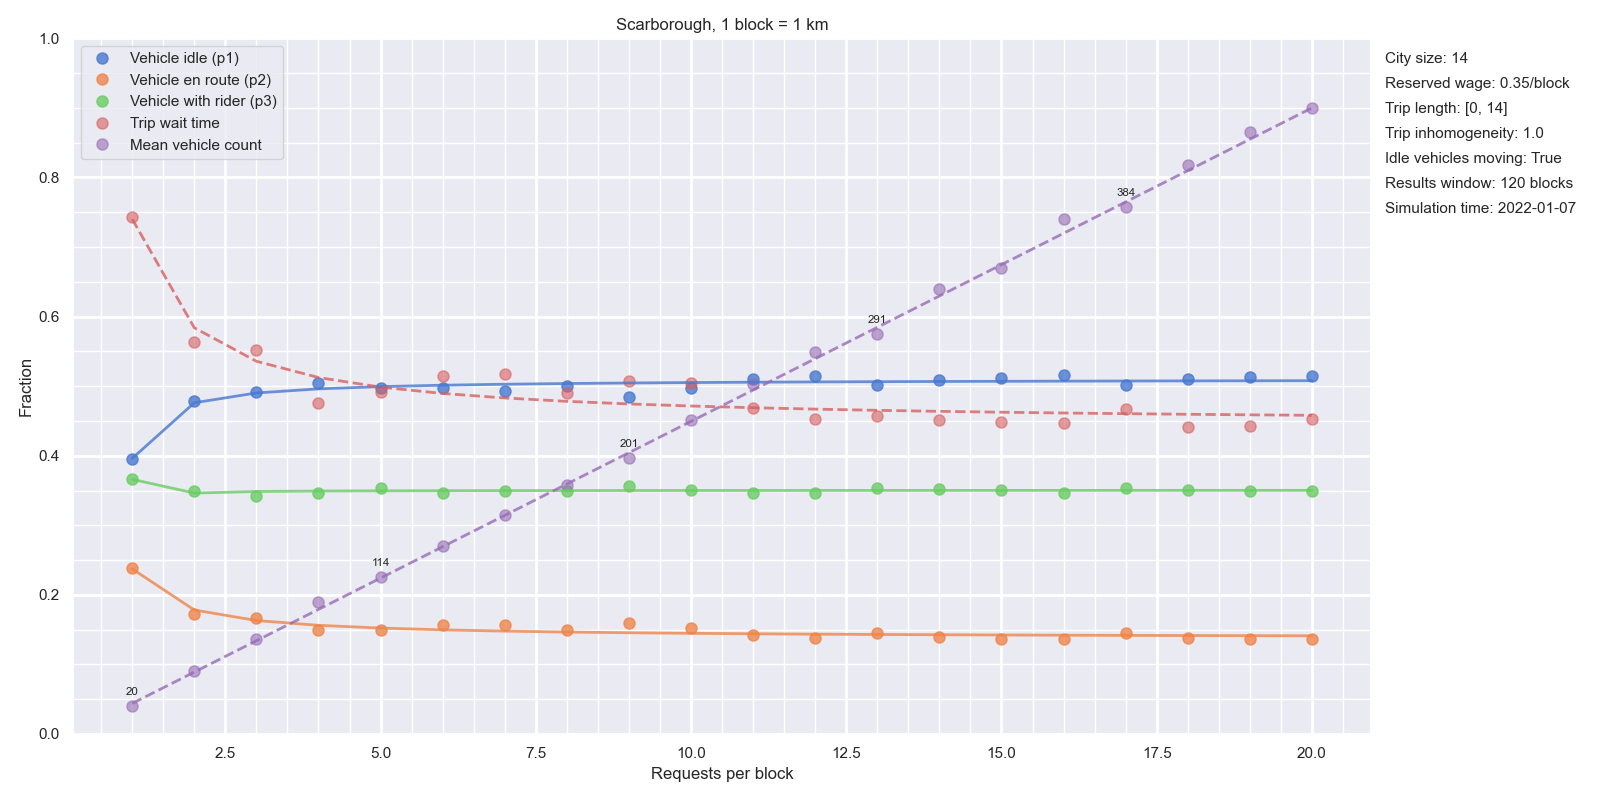 Scarborough, 1 block = 1 km
1.0
0.8
0.6
0.4
0.2
0.0
Fraction
Vehicle idle (p1)
Vehicle en route (p2)
Vehicle with rider (p3)
Trip wait time
Mean vehicle count
20
114
201
291
384
2.5
5.0
7.5
10.0
12.5
15.0
17.5
20.0
Requests per block
City size: 14
Reserved wage: 0.35/block
Trip length: [0, 14]
Trip inhomogeneity: 1.0
Idle vehicles moving: True
Results window: 120 blocks
Simulation time: 2022-01-07